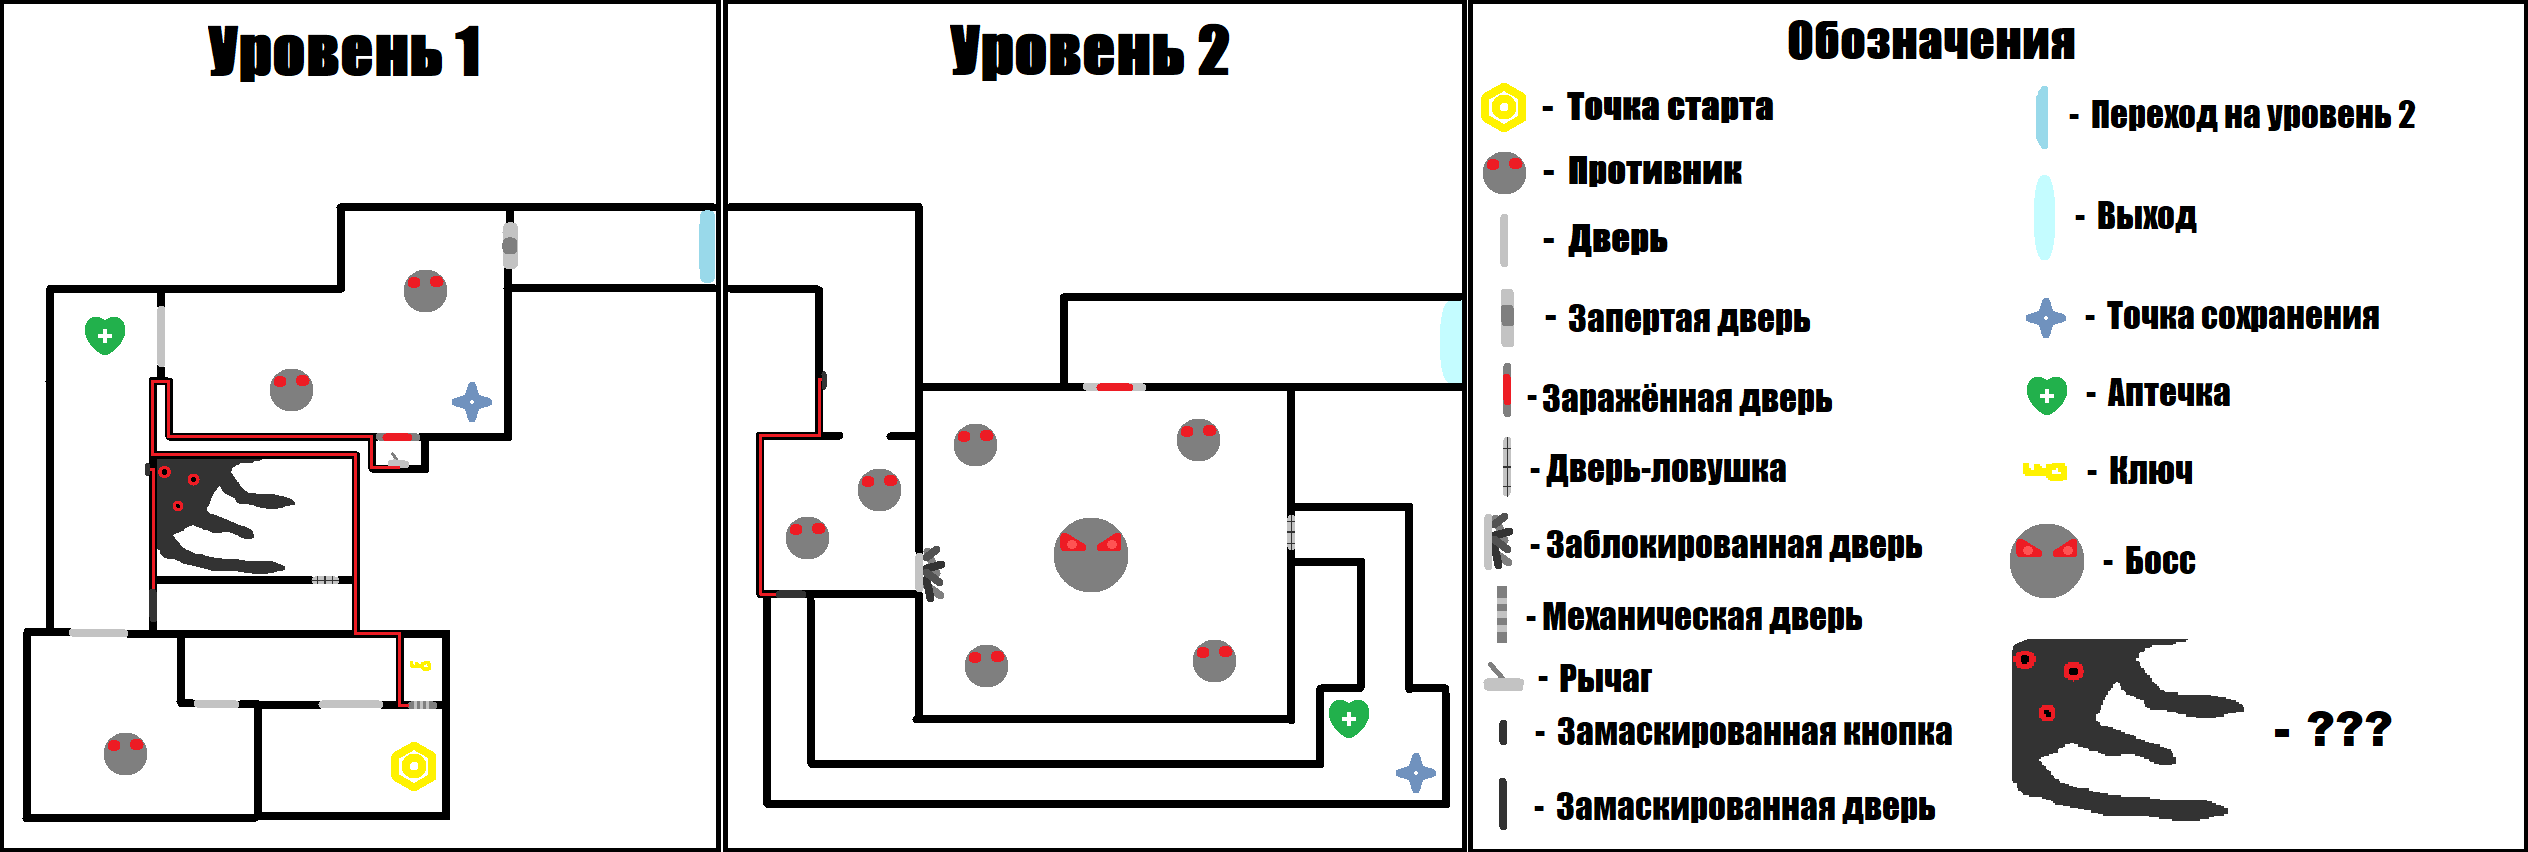 Уровень 1
Уровень 2
Обозначения
- Точка старта
- Противник
- Дверь
- Запертая дверь
- Заражённая дверь
- Дверь-ловушка
- Заблокированная дверь
- Механическая дверь
- Рычаг
- Замаскированная кнопка
- Замаскированная дверь
- Переход на уровень 2
- Выход
- Точка сохранения
- Аптечка
- Ключ
- Босс
- ???